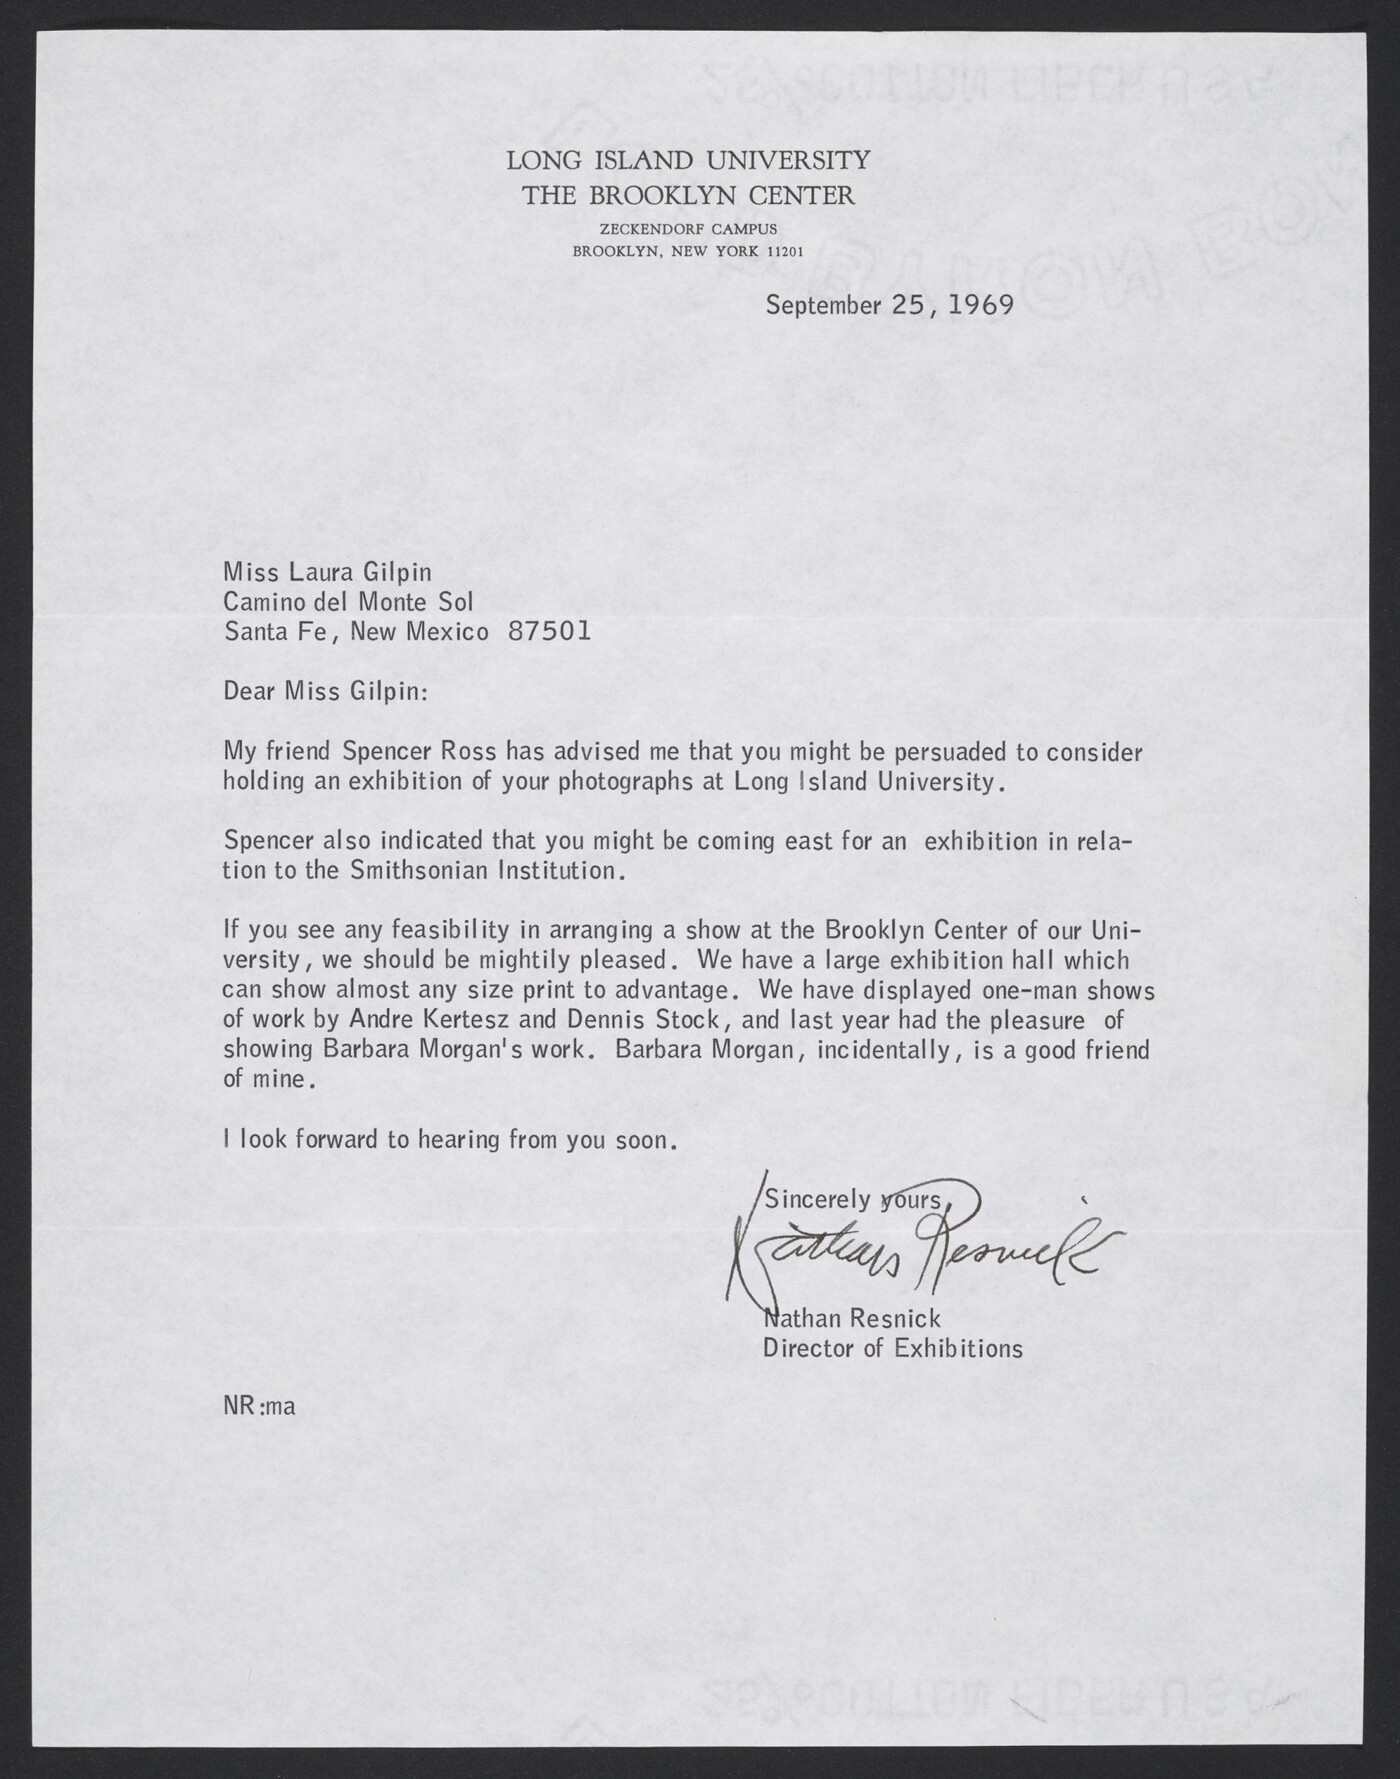 LONG ISLAND UNIVERSITY
THE BROOKLYN CENTER
ZECKENDORF CAMPUS
BROOKLYN, NEW YORK 11201
September 25, 1969
Miss Laura Gilpin
Camino del Monte Sol
Santa Fe, New Mexico 87501
Dear Miss Gilpin:
My friend Spencer Ross has advised me that you might be persuaded to consider
holding an exhibition of your photographs at Long Island University.
Spencer also indicated that you might be coming east for an exhibition in rela-
tion to the Smithsonian Institution.
If you see any feasibility in arranging a show at the Brooklyn Center of our Uni-
versity, we should be mightily pleased. We have a large exhibition hall which
can show almost any size print to advantage. We have displayed one-man shows
of work by Andre Kertesz and Dennis Stock, and last year had the pleasure of
showing Barbara Morgan's work. Barbara Morgan, incidentally, is a good friend
of mine.
I look forward to hearing from you soon.
Sincerely yours,
Nathan Resnick
Nathan Resnick
Director of Exhibitions
NR:ma